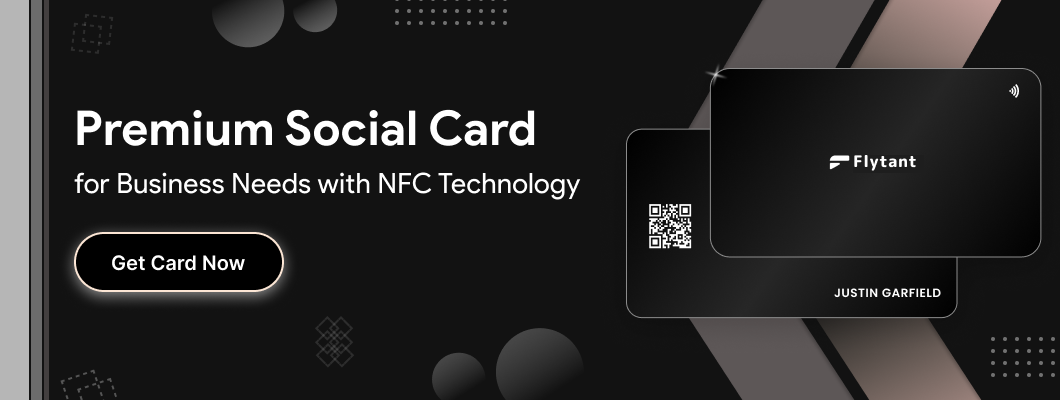 Premium Social Card
for Business Needs with NFC Technology
Get Card Now
Flytant
JUSTIN GARFIELD